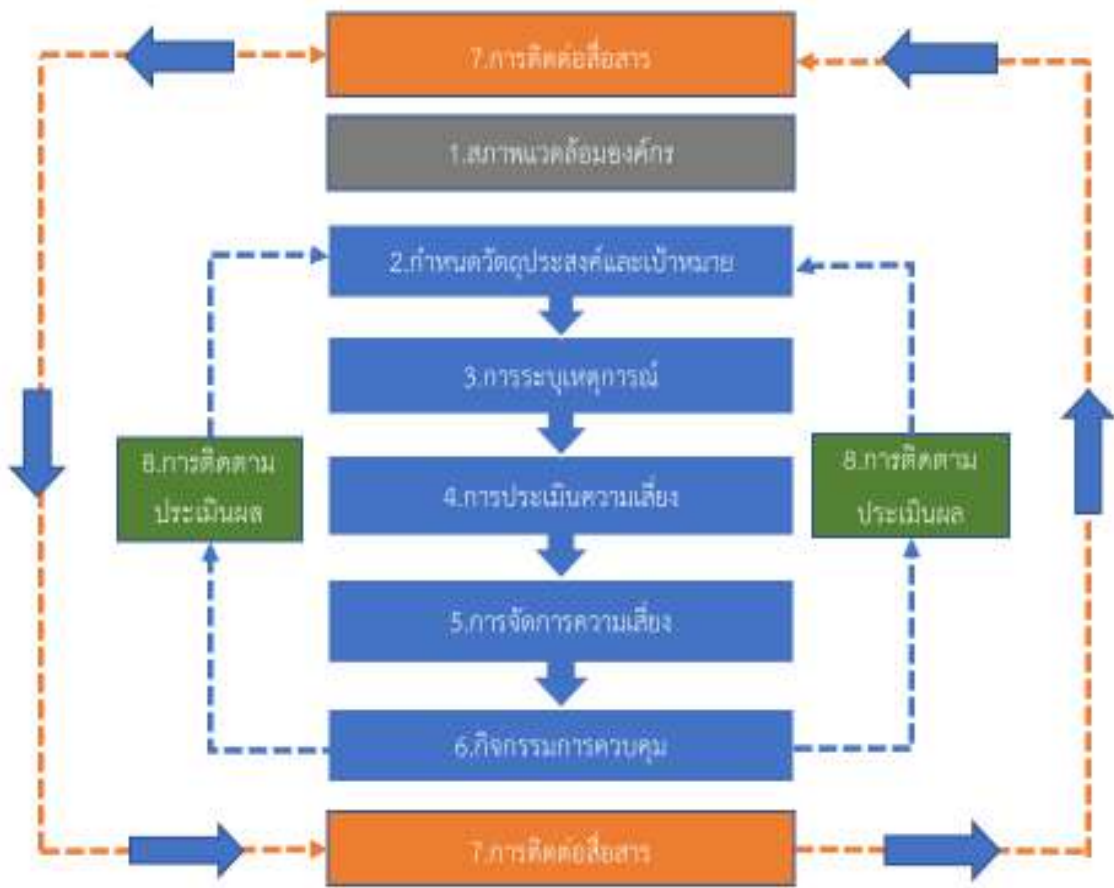 7.การติดต่อสื่อสาร
1.สภาพแวดล้อมองค์กร
2.กำหนดวัตถุประสงค์และเป้าหมาย
3.การระบุเหตุการณ์
8.การติดตาม
ประเมินผล
4.การประเมินความเสี่ยง
8.การติดตาม
ประเมินผล
5.การจัดการความเสี่ยง
6.กิจกรรมการควบคุม
7.การติดต่อสื่อสาร